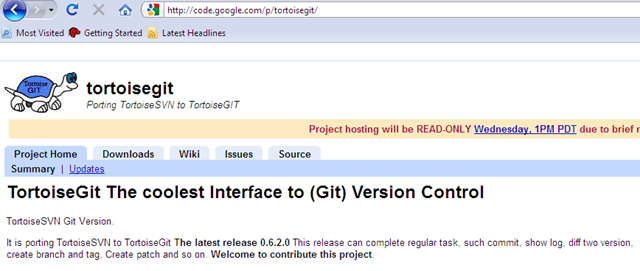 http://code.google.com/p/tortoisegit/
Most Visited Getting Started Latest Headlines
Tortoise
GIT
tortoisegit
Porting TortoiseSVN to TortoiseGIT
Project hosting will be READ-ONLY Wednesday, 1PM PDT due to brief
Project Home Downloads Wiki Issues Source
Summary | Updates
TortoiseGit The coolest Interface to (Git) Version Control
TortoiseSVN Git Version.
It is porting TortoiseSVN to TortoiseGit The latest release 0.6.2.0 This release can complete regular task, such commit, show log, diff two version,
create branch and tag, Create patch and so on. Welcome to contribute this project.